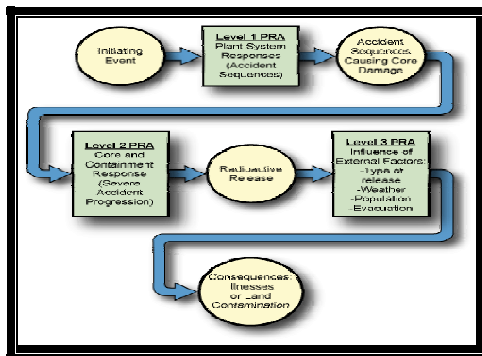 Initiating
Event
Level 1 PRA
Plant System
Responses
(Accident
Sequences)
Accident
Sequences
Causing Core
Damage
Level 2 PRA
Core and
Containment
Response
(Severe
Accident
Progression)
Radioactive
Release
Level 3 PRA
Influence of
External Factors:
-Type of
release
-Weather
-Population
-Evacuation
Consequences:
Illnesses
or Land
Contamination